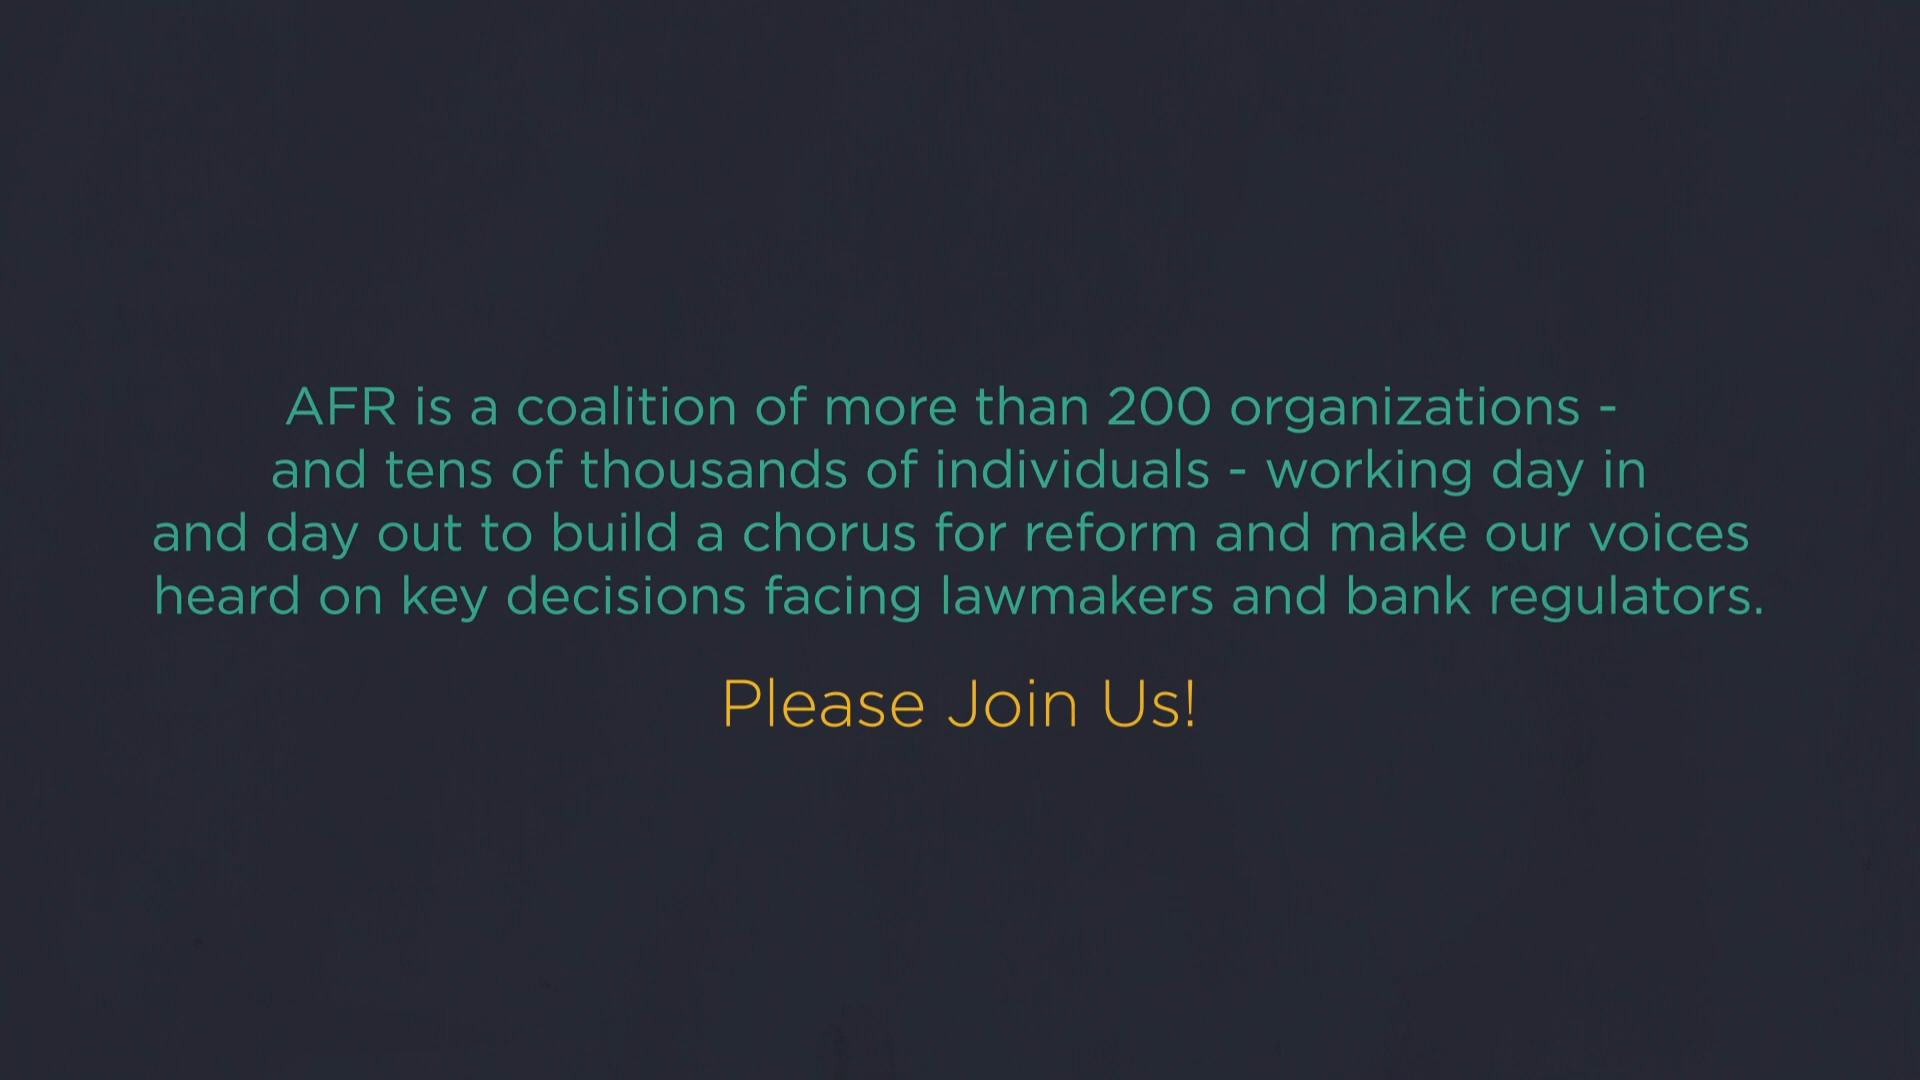 AFR is a coalition of more than 200 organizations -
and tens of thousands of individuals - working day in
and day out to build a chorus for reform and make our voices
heard on key decisions facing lawmakers and bank regulators.
Please Join Us!